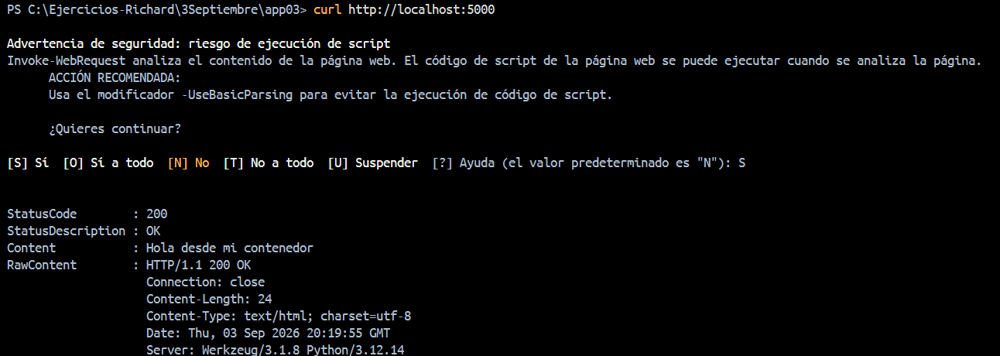 PS C:\Ejercicios-Richard\3Septiembre\app03> curl http://localhost:5000
Advertencia de seguridad: riesgo de ejecución de script
Invoke-WebRequest analiza el contenido de la página web. El código de script de la página web se puede ejecutar cuando se analiza la página.
ACCIÓN RECOMENDADA:
Usa el modificador -UseBasicParsing para evitar la ejecución de código de script.
¿Quieres continuar?
[S] Sí  [O] Sí a todo  [N] No  [T] No a todo  [U] Suspender  [?] Ayuda (el valor predeterminado es "N"): S
StatusCode        : 200
StatusDescription : OK
Content           : Hola desde mi contenedor
RawContent        : HTTP/1.1 200 OK
Connection: close
Content-Length: 24
Content-Type: text/html; charset=utf-8
Date: Thu, 03 Sep 2026 20:19:55 GMT
Server: Werkzeug/3.1.8 Python/3.12.14